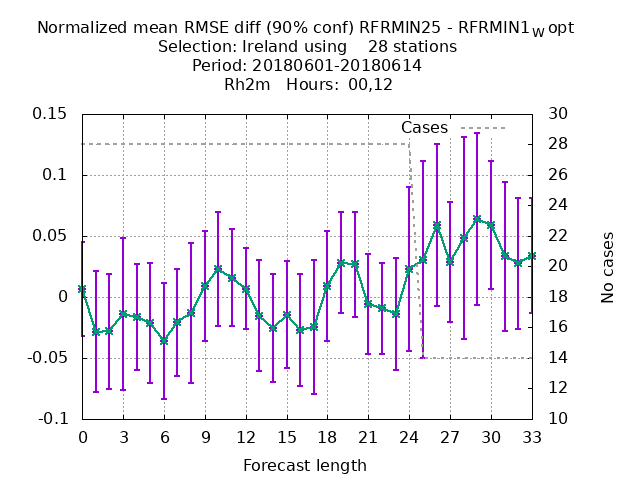 Normalized mean RMSE diff (90% conf) RFRMIN25 - RFRMIN1W opt
Selection: Ireland using 28 stations
Period: 20180601-20180614
Rh2m Hours: 00,12
Cases
0.15
0.1
0.05
0
-0.05
-0.1
30
28
26
24
22
20
18
16
14
12
10
No cases
0 3 6 9 12 15 18 21 24 27 30 33
Forecast length